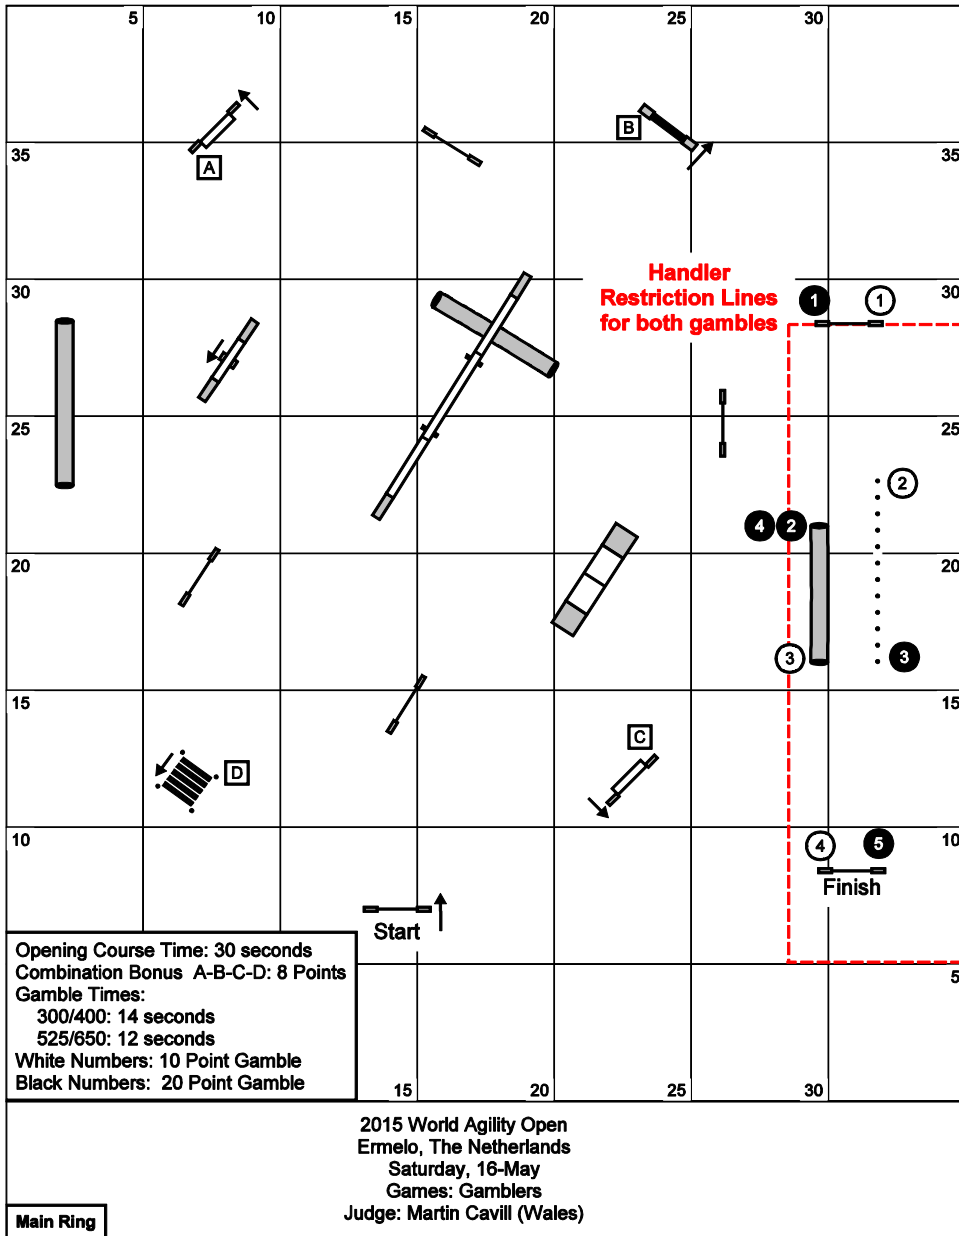 5 10 15 20 25 30
B
A
35 35
Handler
Restriction Lines
for both gambles
30 30
1 1
25 25
2
4 2
20 20
3 3
15 15
C
D
10 10
4 5
Finish
Start
Opening Course Time: 30 seconds
Combination Bonus A-B-C-D: 8 Points
Gamble Times:
300/400: 14 seconds
525/650: 12 seconds
White Numbers: 10 Point Gamble
Black Numbers: 20 Point Gamble
5
15 20 25 30
2015 World Agility Open
Ermelo, The Netherlands
Saturday, 16-May
Games: Gamblers
Judge: Martin Cavill (Wales)
Main Ring